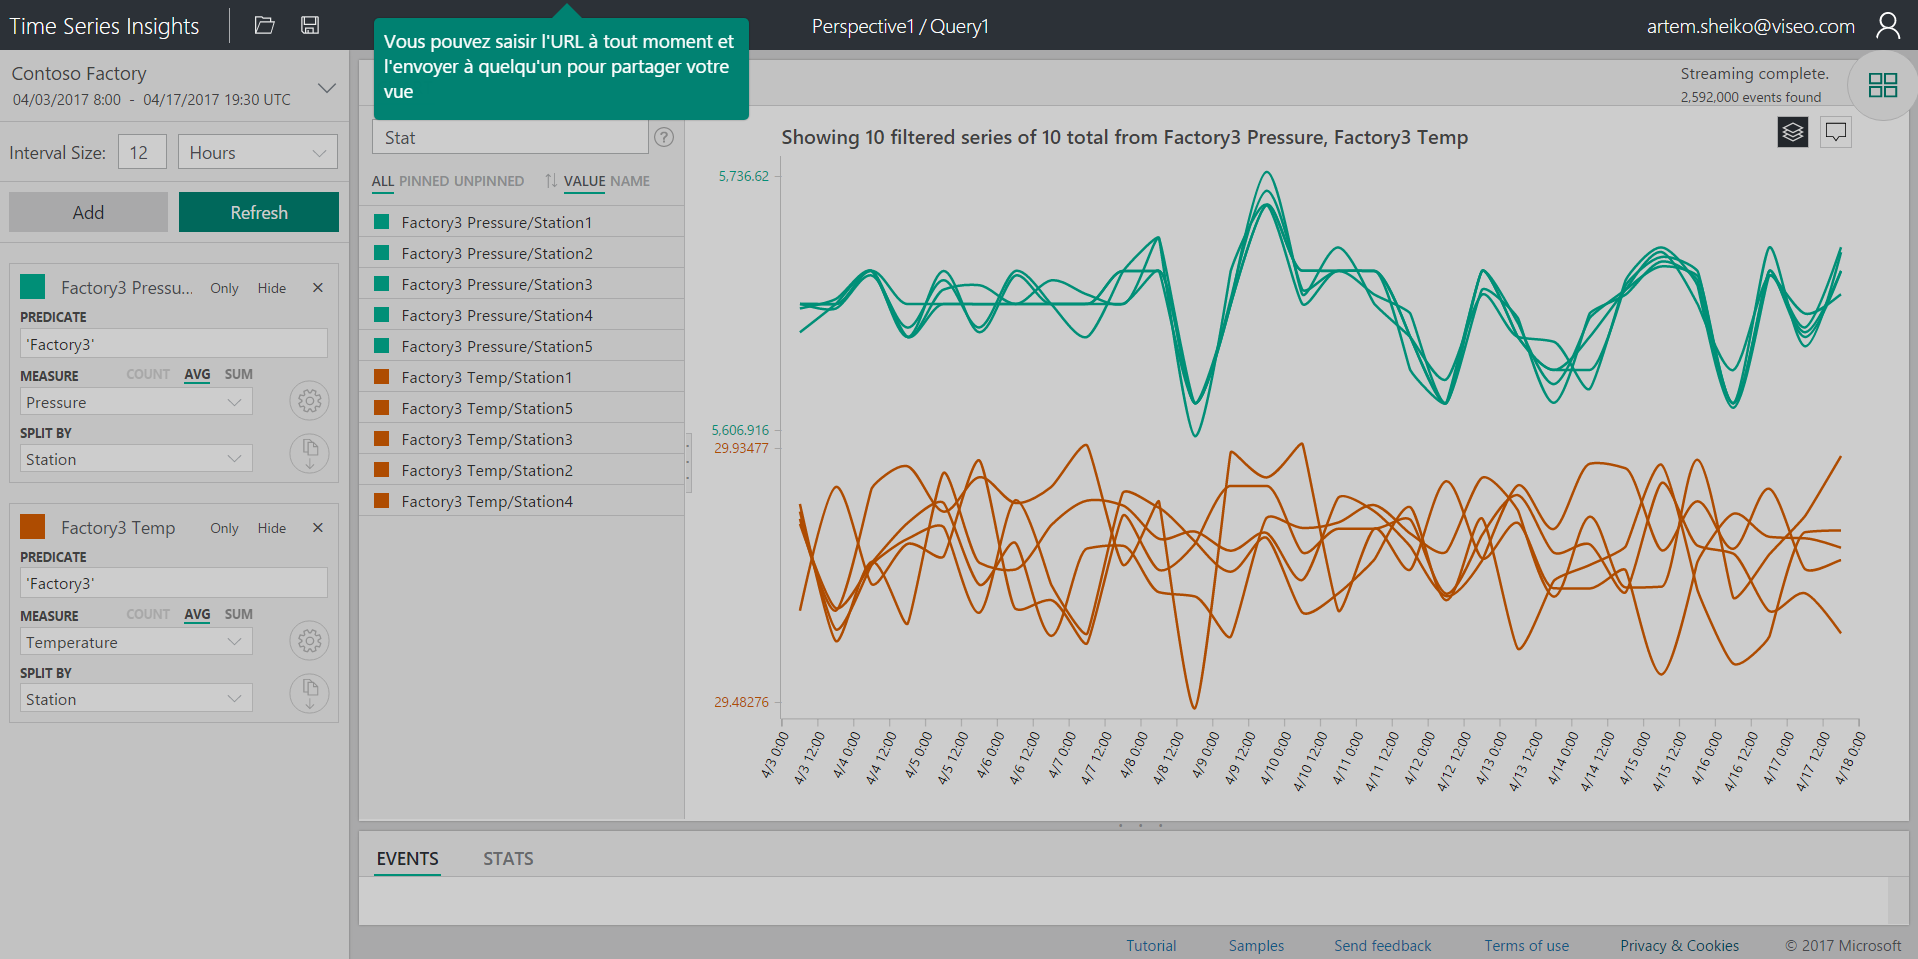 Time Series Insights
Perspective1 / Query1
artem.sheiko@viseo.com
Vous pouvez saisir l'URL à tout moment et
l'envoyer à quelqu'un pour partager votre
vue
Contoso Factory
04/03/2017 8:00 - 04/17/2017 19:30 UTC
Interval Size: 12 Hours
Add Refresh
Factory3 Pressu... Only Hide ×
PREDICATE
'Factory3'
MEASURE COUNT AVG SUM
Pressure
SPLIT BY
Station
Factory3 Temp Only Hide ×
PREDICATE
'Factory3'
MEASURE COUNT AVG SUM
Temperature
SPLIT BY
Station
Stat ?
ALL PINNED UNPINNED VALUE NAME
Factory3 Pressure/Station1
Factory3 Pressure/Station2
Factory3 Pressure/Station3
Factory3 Pressure/Station4
Factory3 Pressure/Station5
Factory3 Temp/Station1
Factory3 Temp/Station5
Factory3 Temp/Station3
Factory3 Temp/Station2
Factory3 Temp/Station4
Streaming complete.
2,592,000 events found
Showing 10 filtered series of 10 total from Factory3 Pressure, Factory3 Temp
5,736.62
5,606.916
29.93477
29.48276
4/3 0:00
4/3 12:00
4/4 0:00
4/4 12:00
4/5 0:00
4/5 12:00
4/6 0:00
4/6 12:00
4/7 0:00
4/7 12:00
4/8 0:00
4/8 12:00
4/9 0:00
4/9 12:00
4/10 0:00
4/10 12:00
4/11 0:00
4/11 12:00
4/12 0:00
4/12 12:00
4/13 0:00
4/13 12:00
4/14 0:00
4/14 12:00
4/15 0:00
4/15 12:00
4/16 0:00
4/16 12:00
4/17 0:00
4/17 12:00
4/18 0:00
EVENTS STATS
Tutorial Samples Send feedback Terms of use Privacy & Cookies © 2017 Microsoft